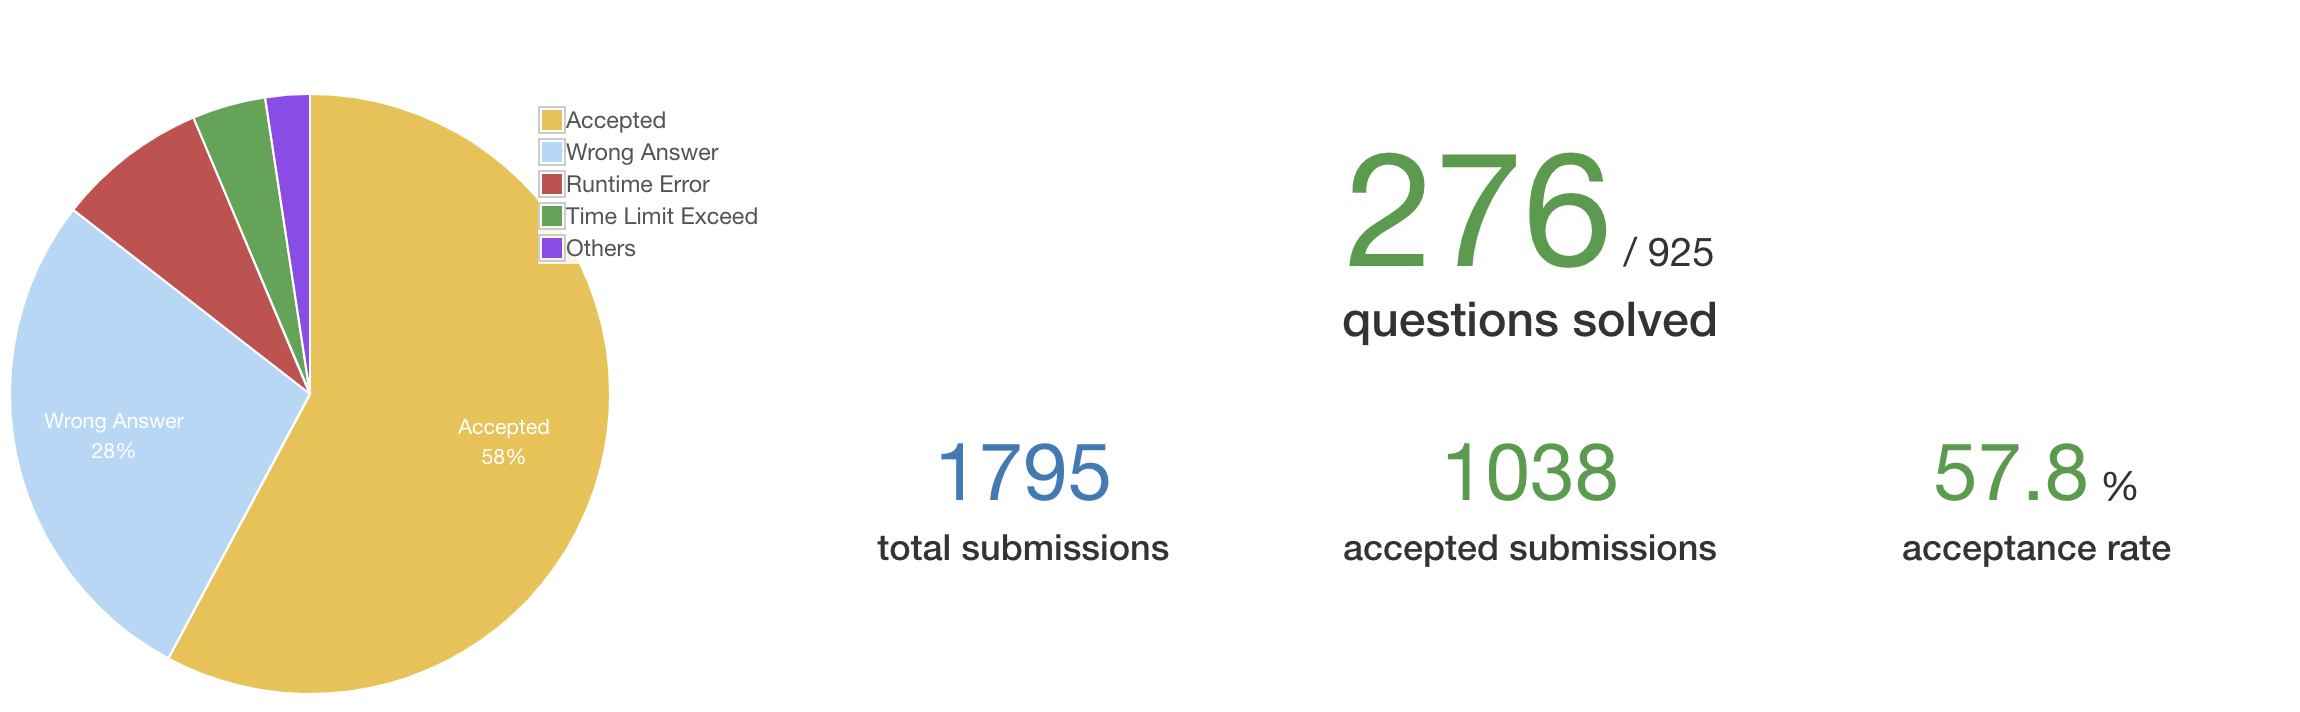 Accepted
Wrong Answer
Runtime Error
Time Limit Exceed
Others
Wrong Answer
28%
Accepted
58%
276 / 925
questions solved
1795
total submissions
1038
accepted submissions
57.8 %
acceptance rate